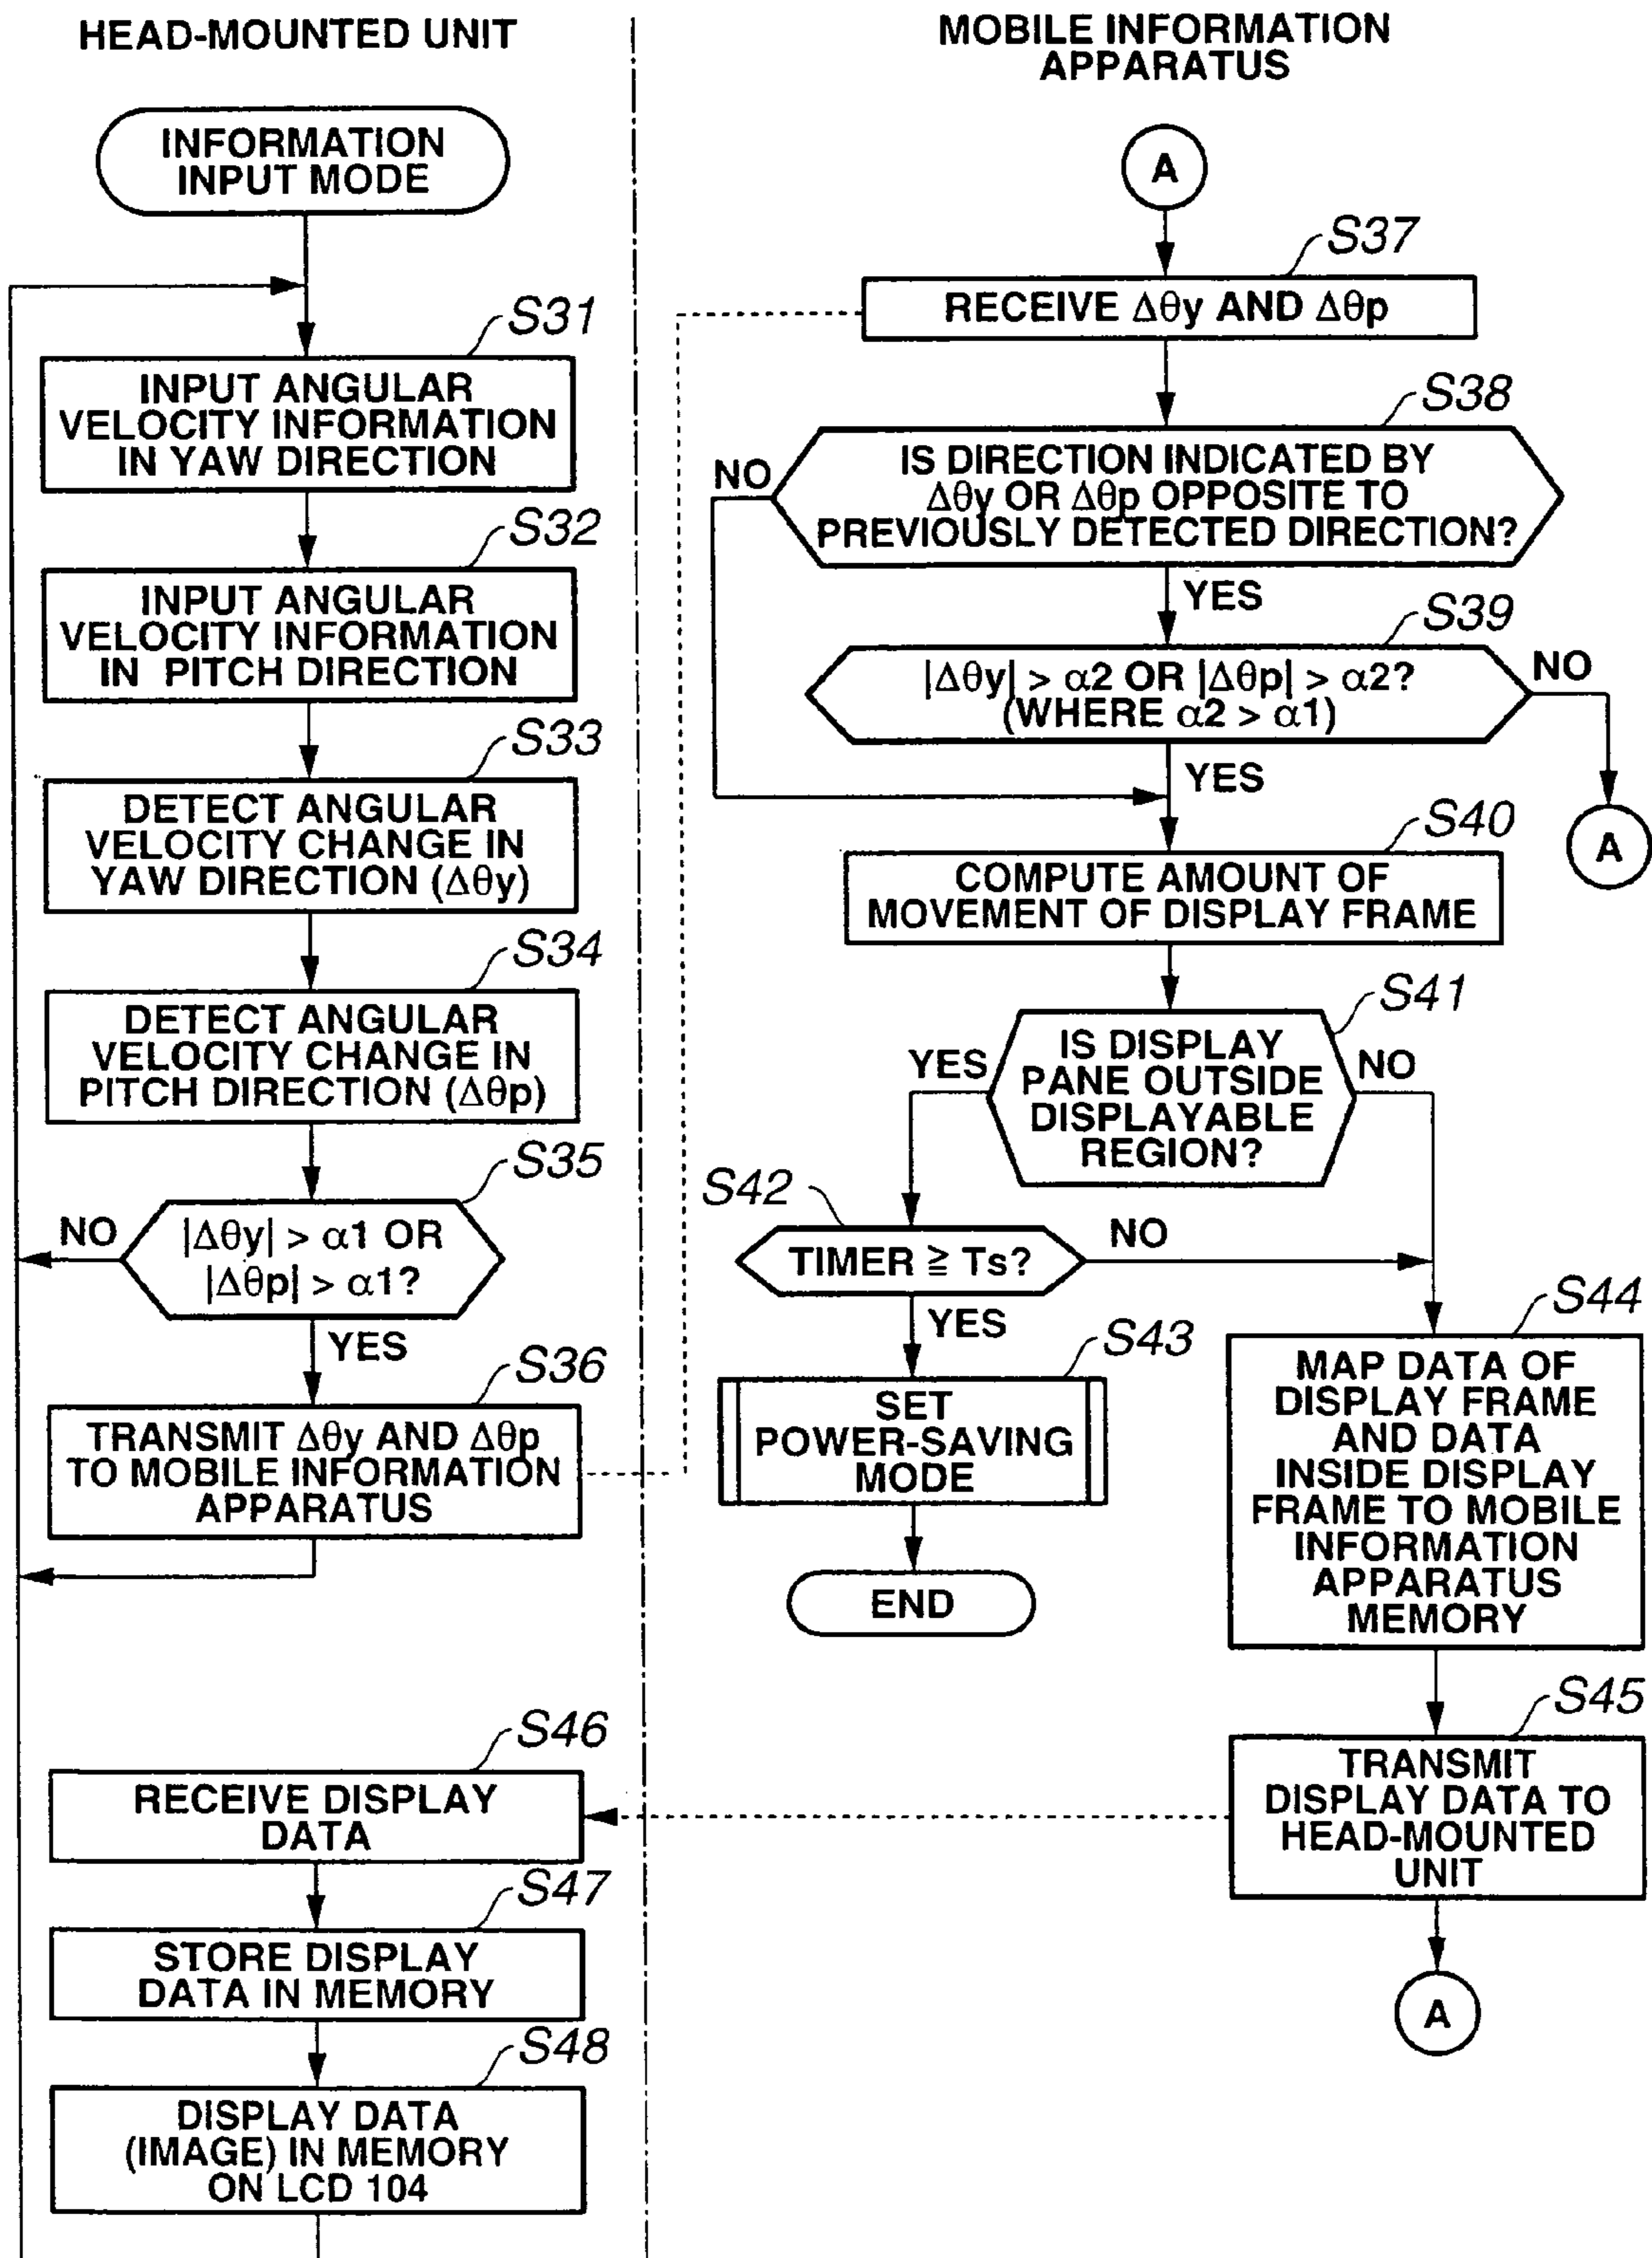 HEAD-MOUNTED UNIT
INFORMATION
INPUT MODE
S31
INPUT ANGULAR
VELOCITY INFORMATION
IN YAW DIRECTION
S32
INPUT ANGULAR
VELOCITY INFORMATION
IN PITCH DIRECTION
S33
DETECT ANGULAR
VELOCITY CHANGE IN
YAW DIRECTION (Δθy)
S34
DETECT ANGULAR
VELOCITY CHANGE IN
PITCH DIRECTION (Δθp)
S35
NO
|Δθy| > α1 OR
|Δθp| > α1?
YES
S36
TRANSMIT Δθy AND Δθp
TO MOBILE INFORMATION
APPARATUS
S46
RECEIVE DISPLAY
DATA
S47
STORE DISPLAY
DATA IN MEMORY
S48
DISPLAY DATA
(IMAGE) IN MEMORY
ON LCD 104
MOBILE INFORMATION
APPARATUS
A
S37
RECEIVE Δθy AND Δθp
S38
NO
IS DIRECTION INDICATED BY
Δθy OR Δθp OPPOSITE TO
PREVIOUSLY DETECTED DIRECTION?
YES
S39
|Δθy| > α2 OR |Δθp| > α2?
(WHERE α2 > α1)
NO
YES
A
S40
COMPUTE AMOUNT OF
MOVEMENT OF DISPLAY FRAME
S41
YES
IS DISPLAY
PANE OUTSIDE
DISPLAYABLE
REGION?
NO
S42
TIMER ≧ Ts?
NO
YES
S43
SET
POWER-SAVING
MODE
END
S44
MAP DATA OF
DISPLAY FRAME
AND DATA
INSIDE DISPLAY
FRAME TO MOBILE
INFORMATION
APPARATUS
MEMORY
S45
TRANSMIT
DISPLAY DATA TO
HEAD-MOUNTED
UNIT
A